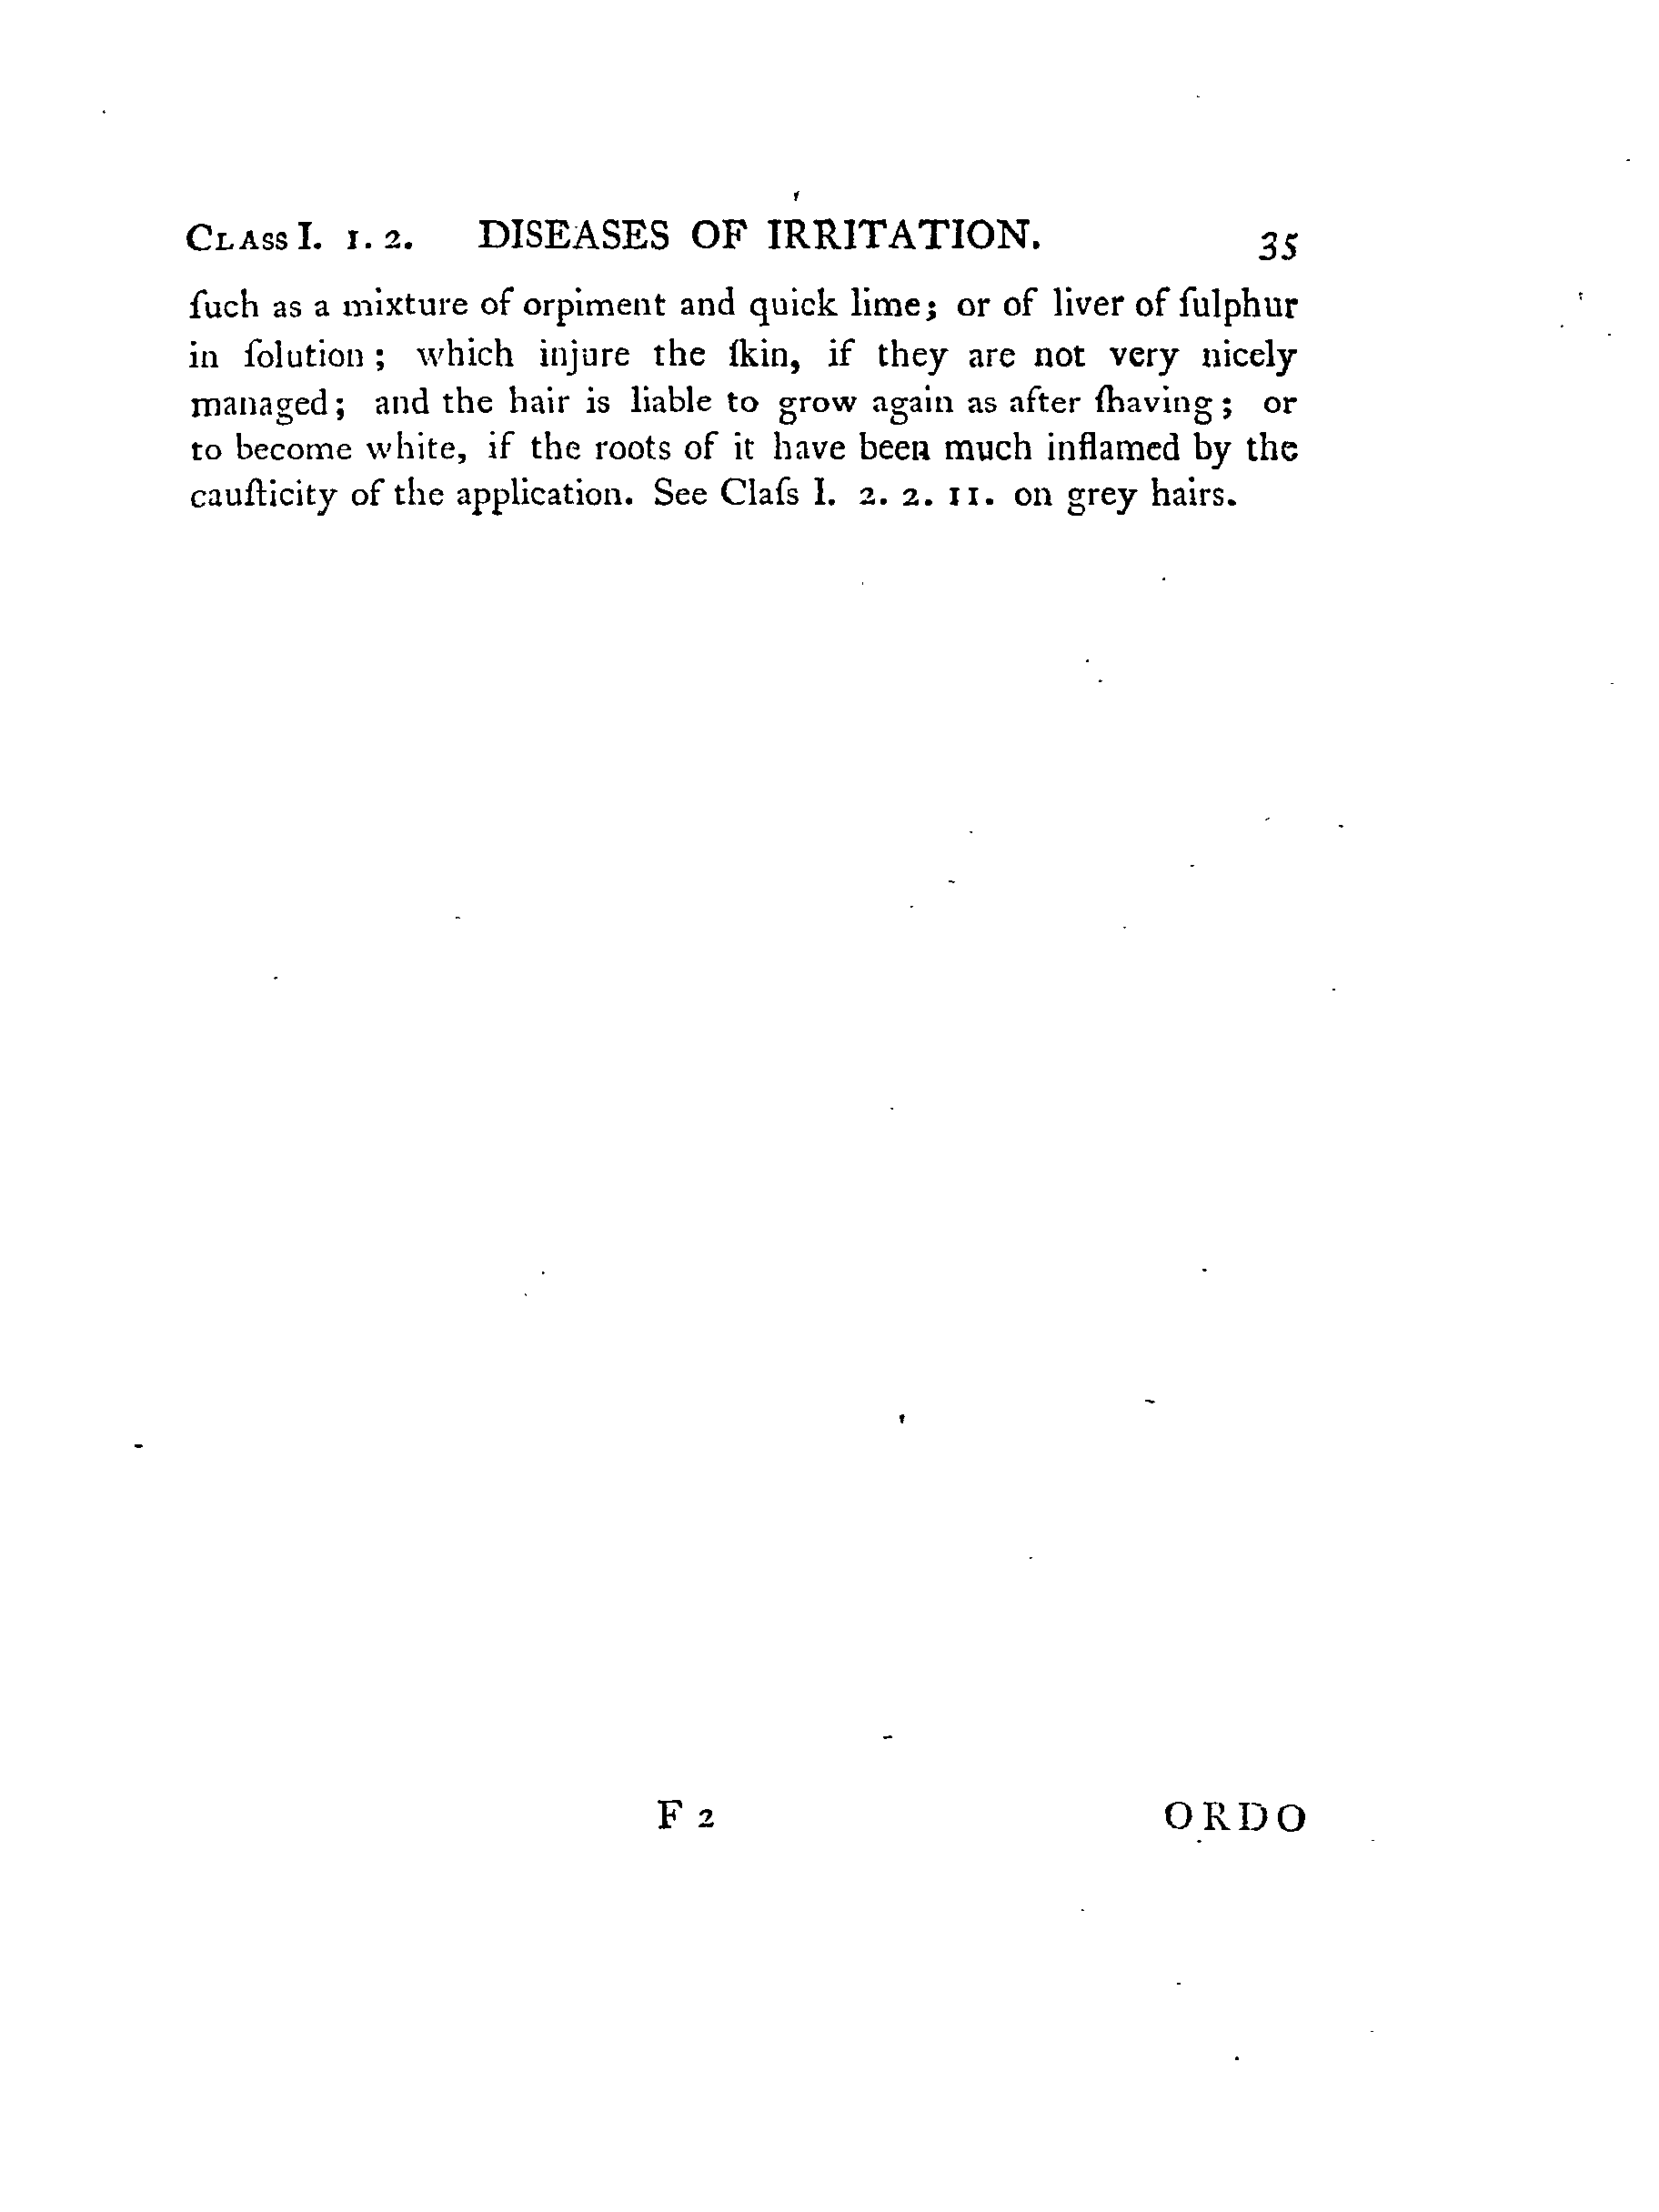 CLASS I. 1. 2. DISEASES OF IRRITATION. 35
ſuch as a mixture of orpiment and quick lime; or of liver of ſulphur
in ſolution; which injure the ſkin, if they are not very nicely
managed; and the hair is liable to grow again as after ſhaving; or
to become white, if the roots of it have been much inflamed by the
cauſticity of the application. See Claſs I. 2. 2. 11. on grey hairs.
F 2 ORDO